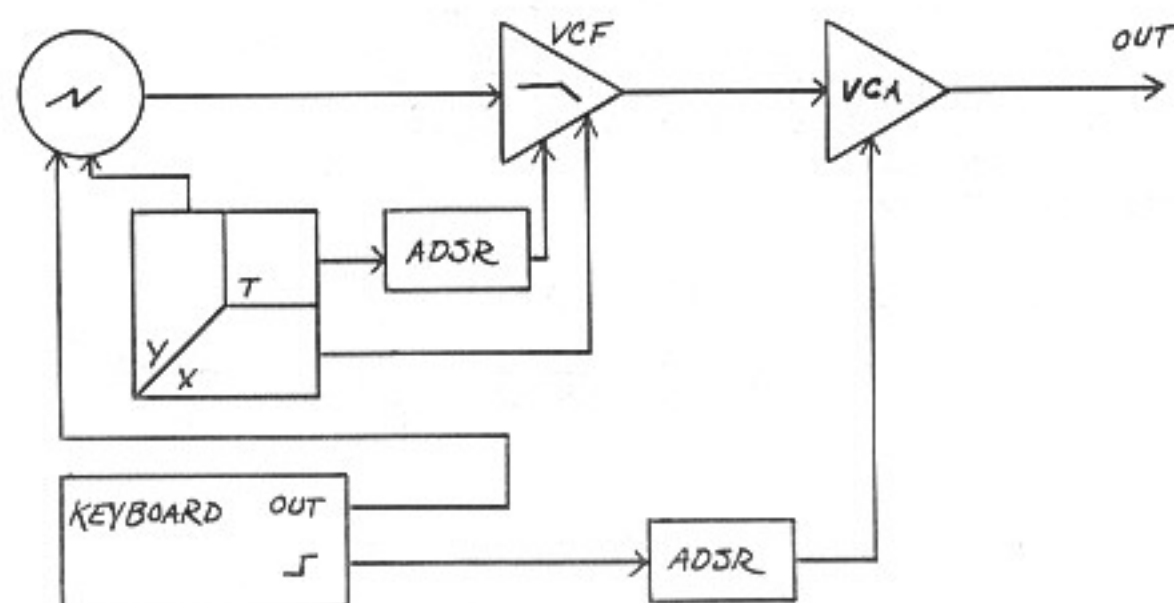 VCF
OUT
VCA
ADSR
T
Y
X
KEYBOARD OUT
ADSR